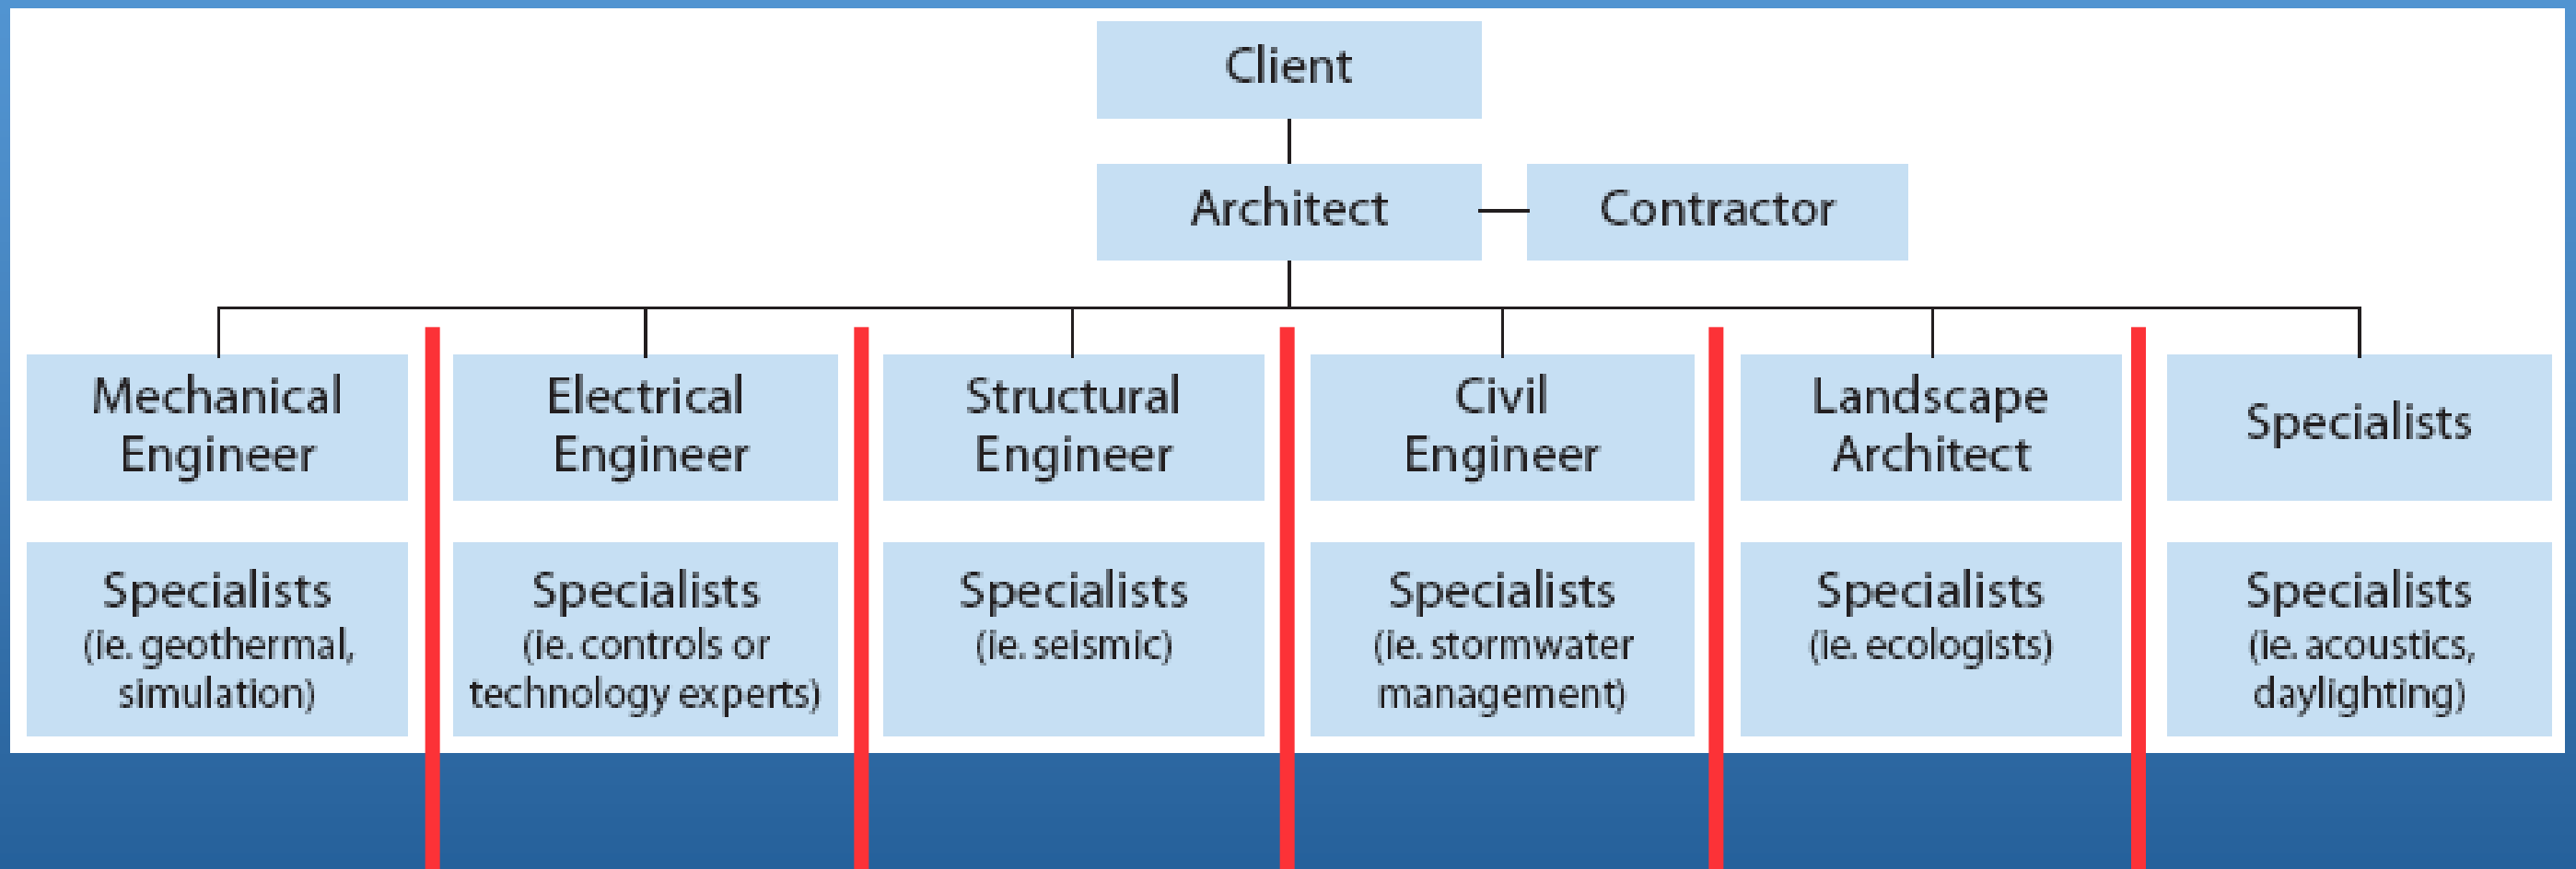 Client
Architect
Contractor
Mechanical
Engineer
Electrical
Engineer
Structural
Engineer
Civil
Engineer
Landscape
Architect
Specialists
Specialists
(ie. geothermal,
simulation)
Specialists
(ie. controls or
technology experts)
Specialists
(ie. seismic)
Specialists
(ie. stormwater
management)
Specialists
(ie. ecologists)
Specialists
(ie. acoustics,
daylighting)